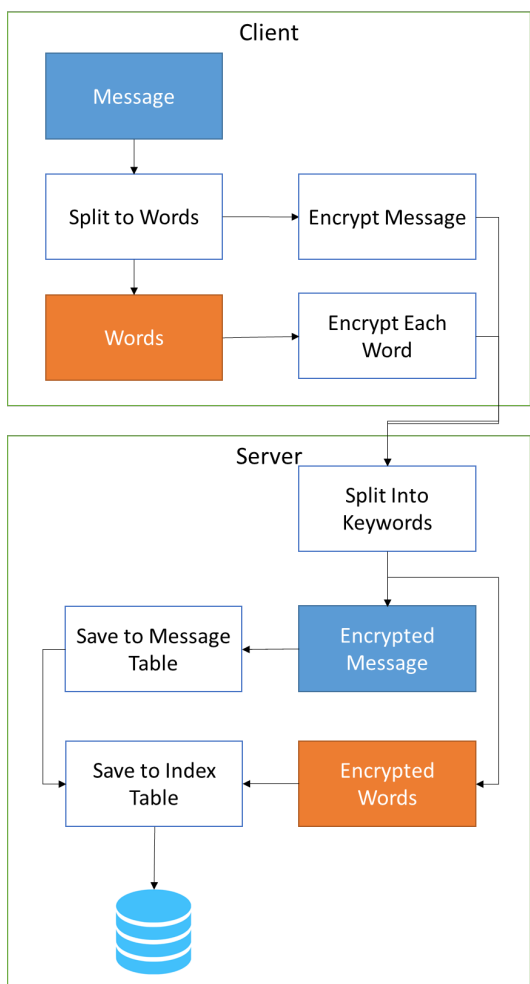 Client
Message
Split to Words
Encrypt Message
Words
Encrypt Each
Word
Server
Split Into
Keywords
Save to Message
Table
Encrypted
Message
Save to Index
Table
Encrypted
Words